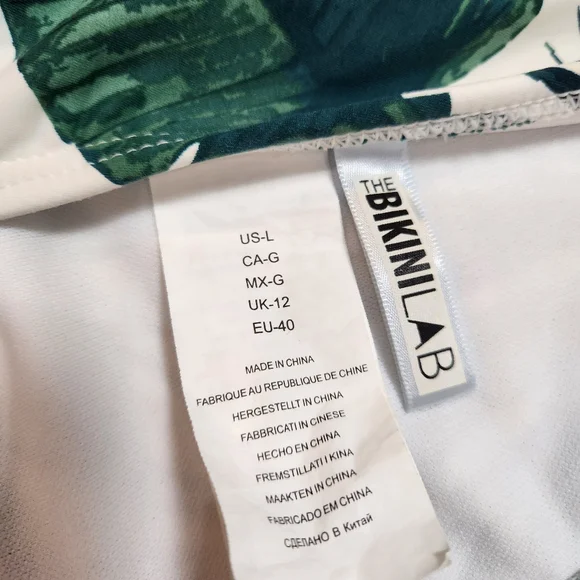 US-L
CA-G
MX-G
UK-12
EU-40
MADE IN CHINA
FABRIQUE AU REPUBLIQUE DE CHINE
HERGESTELLT IN CHINA
FABBRICATI IN CINESE
HECHO EN CHINA
FREMSTILLAT I KINA
MAAKTEN IN CHINA
FABRICADO EM CHINA
СДЕЛАНО В Китай
THE
BIKINI LAB